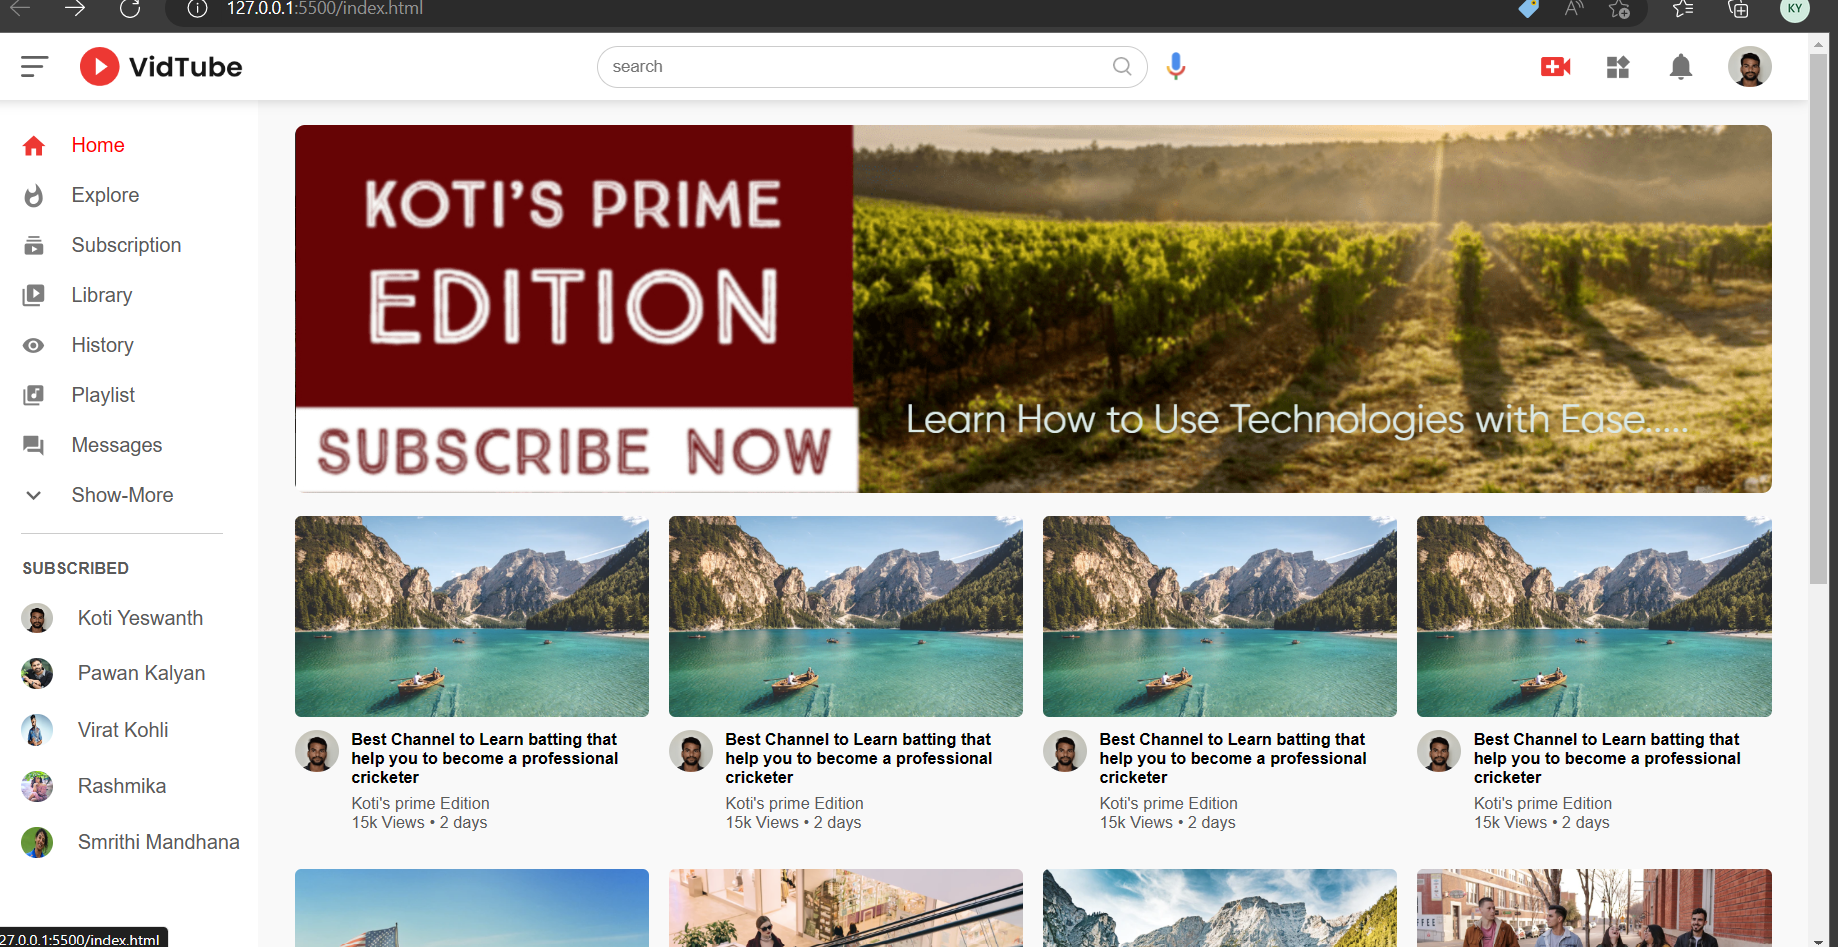 127.0.0.1:5500/index.html
KY
VidTube
search
Home
Explore
Subscription
Library
History
Playlist
Messages
Show-More
SUBSCRIBED
Koti Yeswanth
Pawan Kalyan
Virat Kohli
Rashmika
Smrithi Mandhana
KOTI'S PRIME
EDITION
SUBSCRIBE NOW
Learn How to Use Technologies with Ease.....
Best Channel to Learn batting that
help you to become a professional
cricketer
Koti's prime Edition
15k Views • 2 days
Best Channel to Learn batting that
help you to become a professional
cricketer
Koti's prime Edition
15k Views • 2 days
Best Channel to Learn batting that
help you to become a professional
cricketer
Koti's prime Edition
15k Views • 2 days
Best Channel to Learn batting that
help you to become a professional
cricketer
Koti's prime Edition
15k Views • 2 days
27.0.0.1:5500/index.html